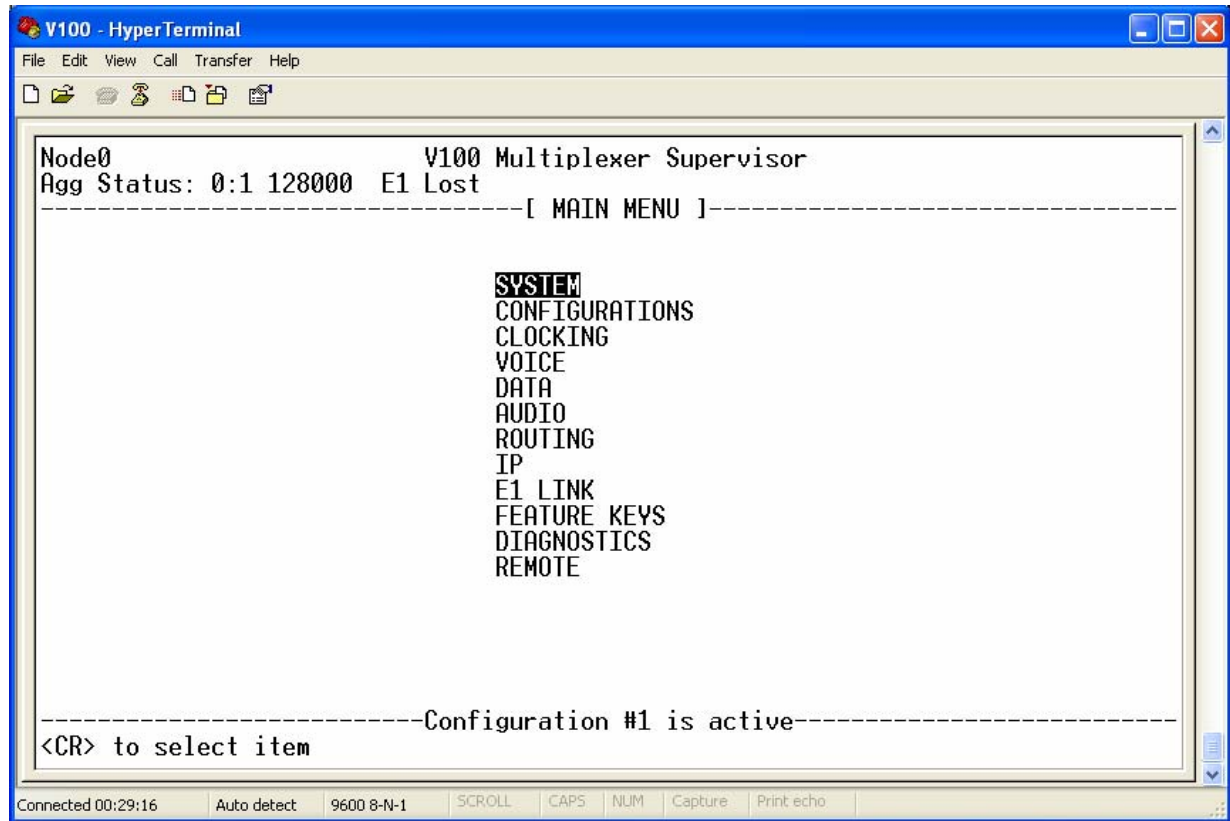 V100 - HyperTerminal
File Edit View Call Transfer Help
Node0 V100 Multiplexer Supervisor
Agg Status: 0:1 128000 E1 Lost
----------------------------------[ MAIN MENU ]---------------------------------
SYSTEM
CONFIGURATIONS
CLOCKING
VOICE
DATA
AUDIO
ROUTING
IP
E1 LINK
FEATURE KEYS
DIAGNOSTICS
REMOTE
---------------------------Configuration #1 is active---------------------------
<CR> to select item
Connected 00:29:16 Auto detect 9600 8-N-1 SCROLL CAPS NUM Capture Print echo